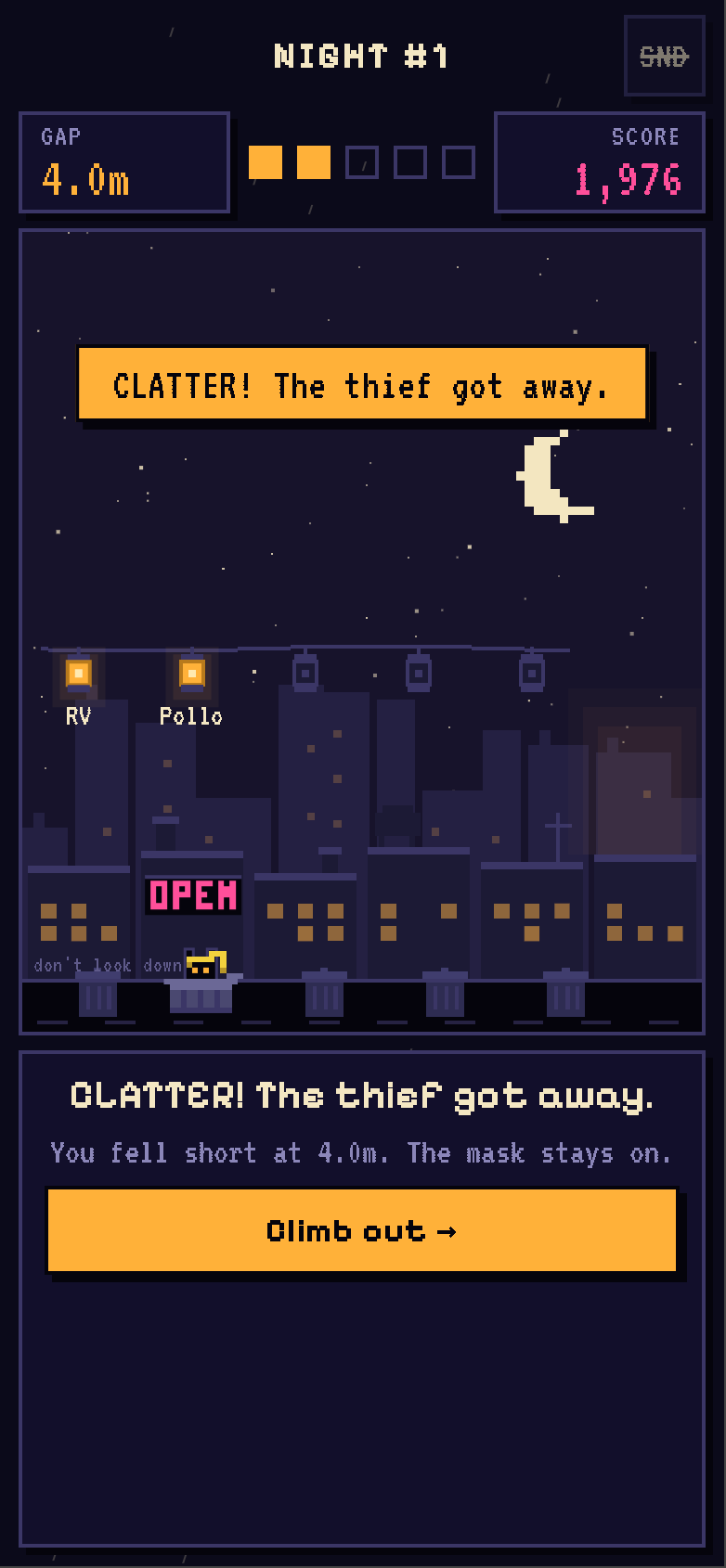 NIGHT #1
SND
GAP
4.0m
SCORE
1,976
CLATTER! The thief got away.
RV
Pollo
OPEN
don't look down
CLATTER! The thief got away.
You fell short at 4.0m. The mask stays on.
Climb out →